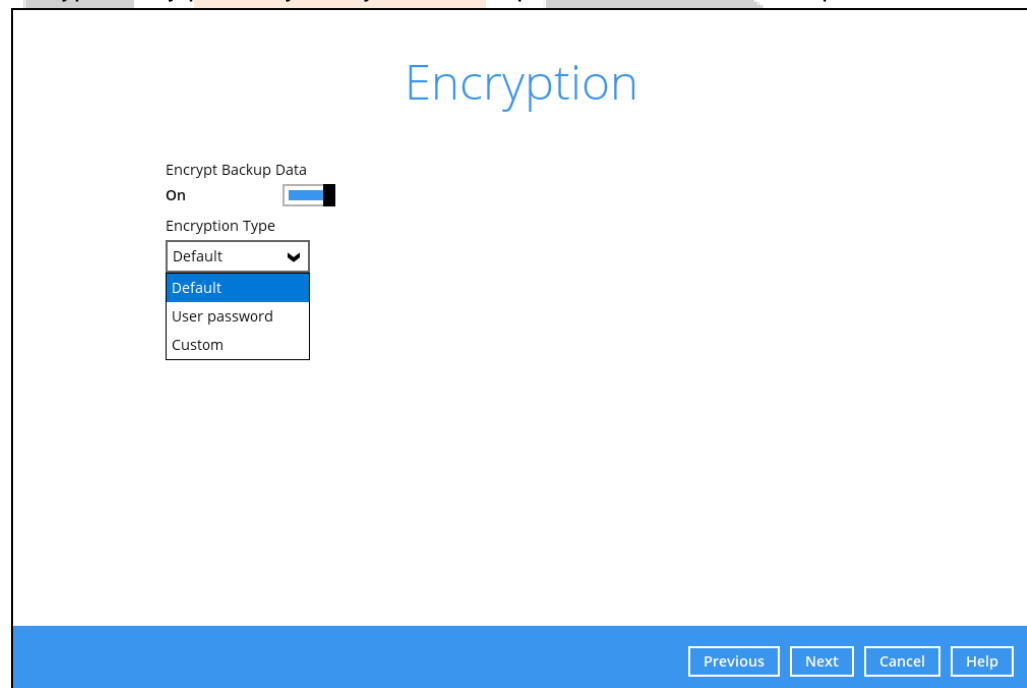 Encryption
Encrypt Backup Data
On
Encryption Type
Default
Default
User password
Custom
Previous Next Cancel Help